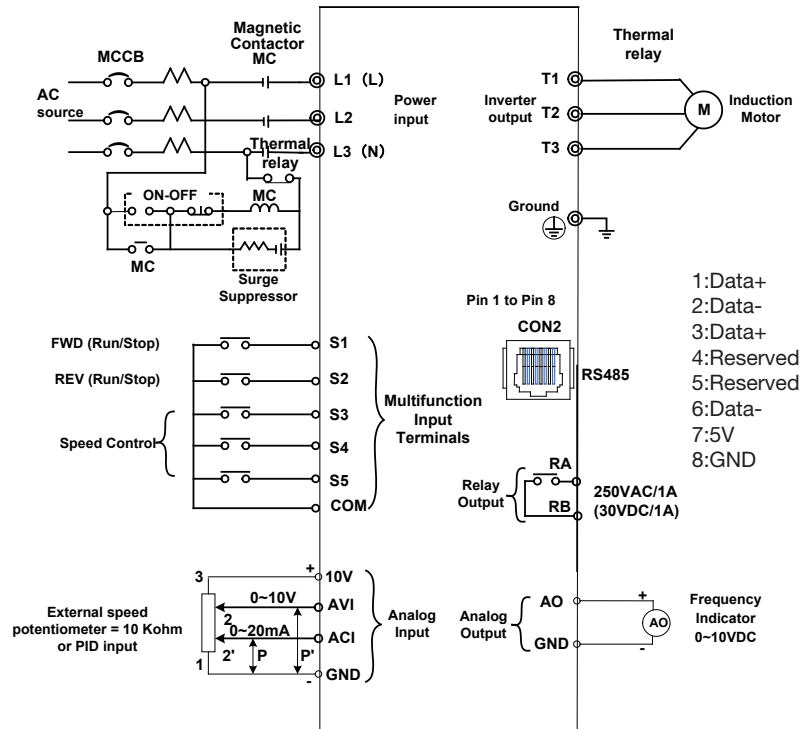 Magnetic
Contactor
MC
MCCB
AC
source
L1 (L)
L2
L3 (N)
Power
input
Thermal
relay
ON-OFF
MC
MC
Surge
Suppressor
Thermal
relay
T1
Inverter
output
T2
T3
M
Induction
Motor
Ground
Pin 1 to Pin 8
CON2
RS485
1:Data+
2:Data-
3:Data+
4:Reserved
5:Reserved
6:Data-
7:5V
8:GND
FWD (Run/Stop)
S1
REV (Run/Stop)
S2
S3
Speed Control
S4
S5
COM
Multifunction
Input
Terminals
RA
Relay
Output
RB
250VAC/1A
(30VDC/1A)
3
+
10V
0~10V
AVI
2
External speed
potentiometer = 10 Kohm
or PID input
0~20mA
ACI
2'
P
P'
1
-
GND
Analog
Input
AO
Analog
Output
GND
+
AO
-
Frequency
Indicator
0~10VDC